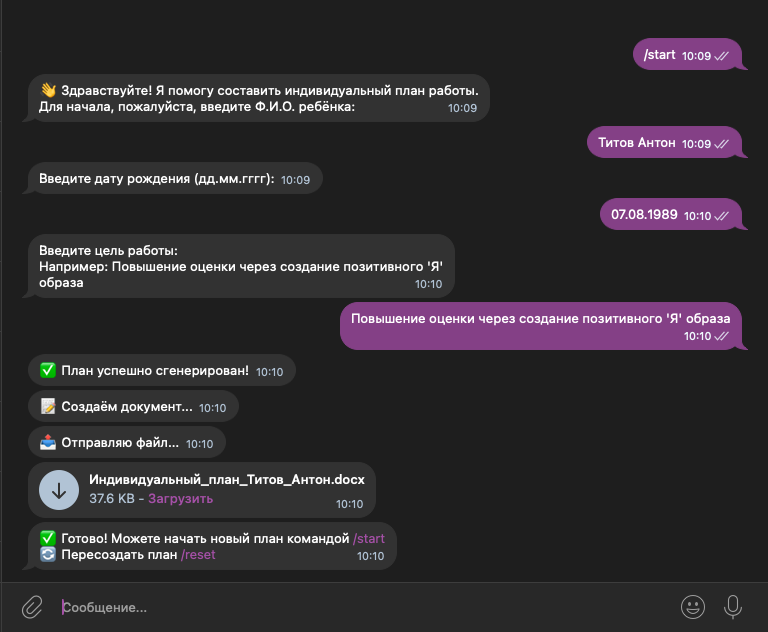 /start 10:09
👋 Здравствуйте! Я помогу составить индивидуальный план работы.
Для начала, пожалуйста, введите Ф.И.О. ребёнка: 10:09
Титов Антон 10:09
Введите дату рождения (дд.мм.гггг): 10:09
07.08.1989 10:10
Введите цель работы:
Например: Повышение оценки через создание позитивного 'Я'
образа 10:10
Повышение оценки через создание позитивного 'Я' образа
10:10
✅ План успешно сгенерирован! 10:10
📝 Создаём документ... 10:10
📤 Отправляю файл... 10:10
Индивидуальный_план_Титов_Антон.docx
37.6 KB - Загрузить 10:10
✅ Готово! Можете начать новый план командой /start
🔄 Пересоздать план /reset 10:10
Сообщение...